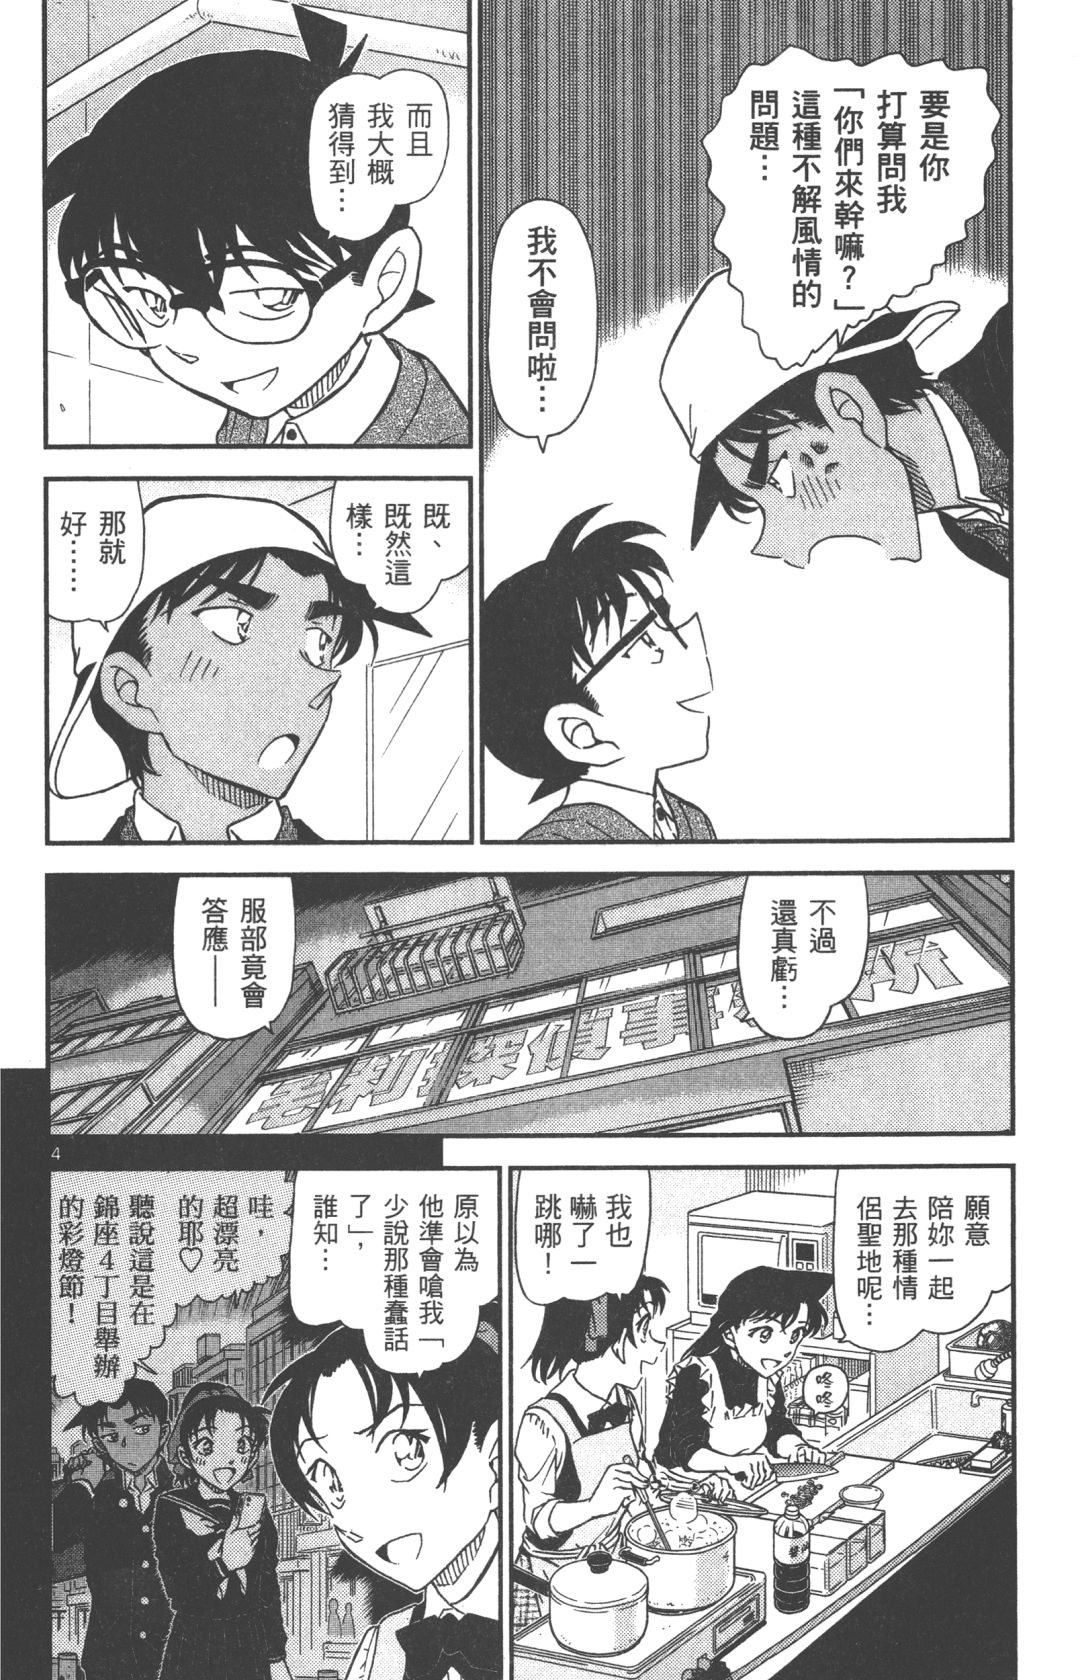 要是你
打算問我
「你們來幹嘛？」
這種不解風情的
問題…
我不會問啦…
而且
我大概
猜得到…
既、
既然這
樣…
那就
好……
不過
還真虧…
服部竟會
答應——
毛利偵探事務所
願意
陪妳一起
去那種情
侶聖地呢…
咚
咚
我也
嚇了一
跳哪！
原以為
他準會嗆我「
少說那種蠢話
了」，
誰知…
哇，
超漂亮
的耶♡
聽說這是在
錦座４丁目舉辦
的彩燈節！
4